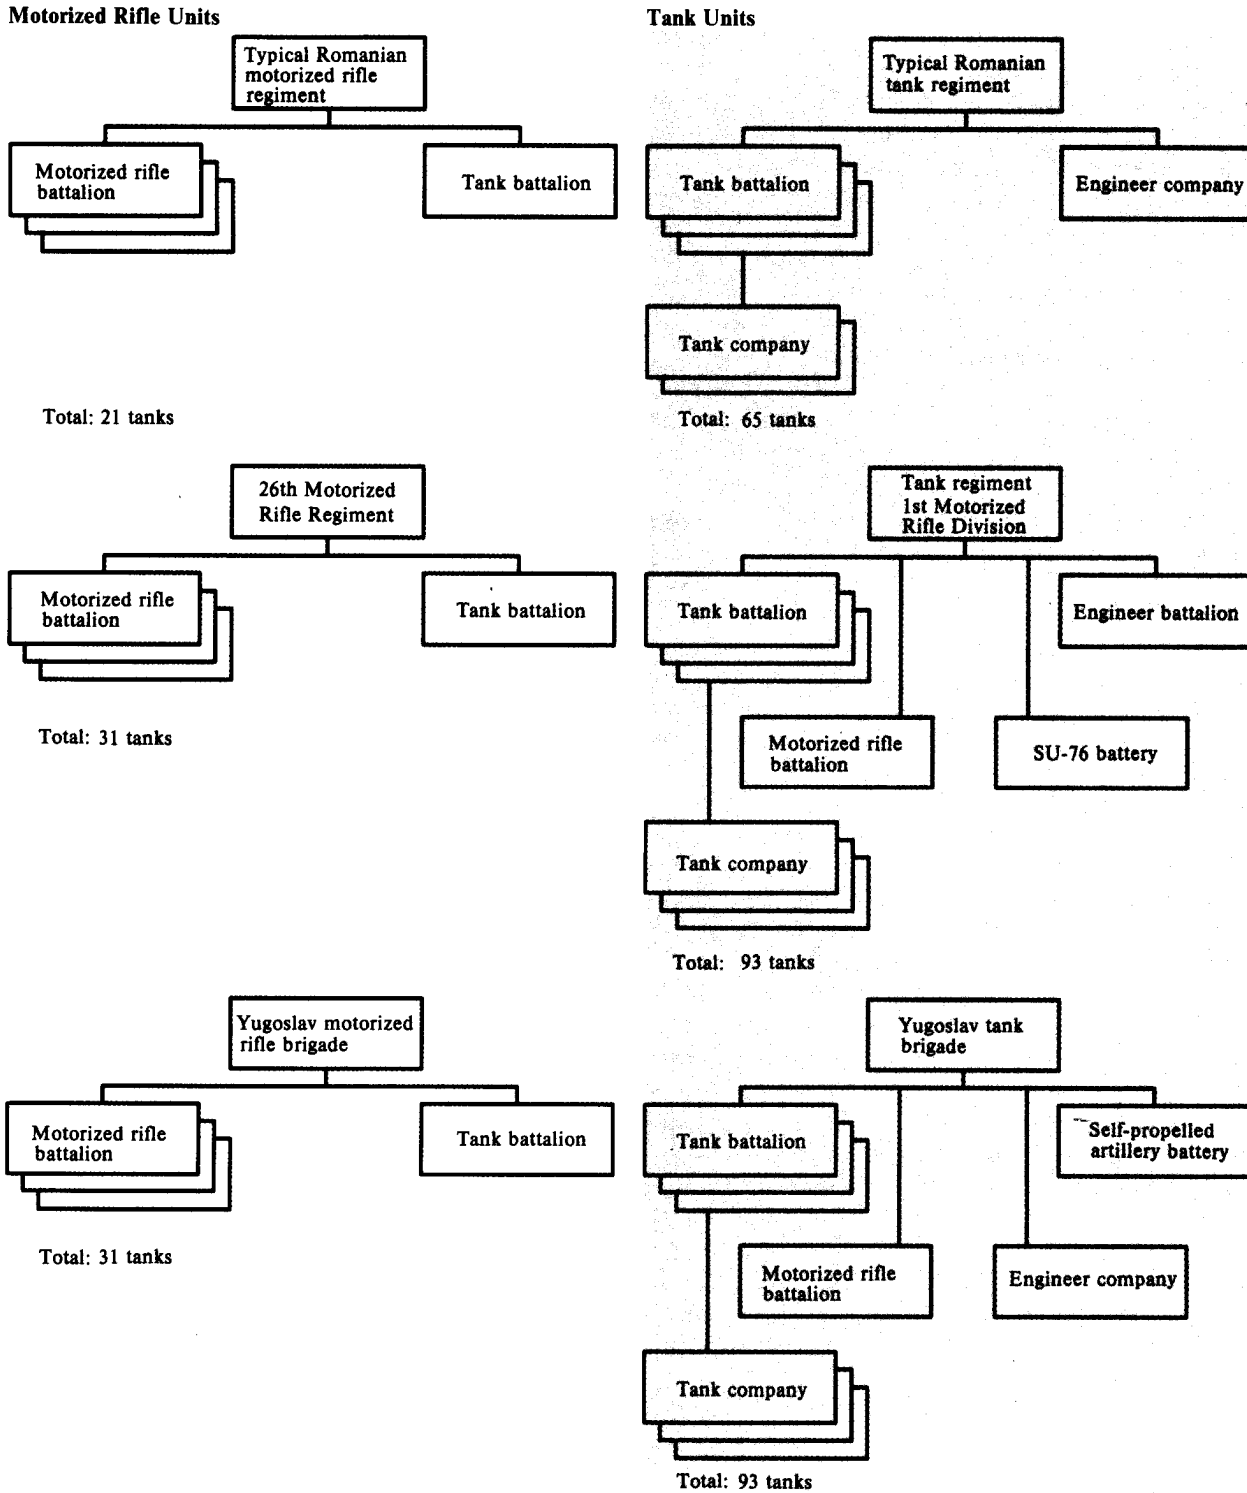 Motorized Rifle Units
Tank Units
Typical Romanian
motorized rifle
regiment
Motorized rifle
battalion
Tank battalion
Total: 21 tanks
Typical Romanian
tank regiment
Tank battalion
Engineer company
Tank company
Total: 65 tanks
26th Motorized
Rifle Regiment
Motorized rifle
battalion
Tank battalion
Total: 31 tanks
Tank regiment
1st Motorized
Rifle Division
Tank battalion
Engineer battalion
Motorized rifle
battalion
SU-76 battery
Tank company
Total: 93 tanks
Yugoslav motorized
rifle brigade
Motorized rifle
battalion
Tank battalion
Total: 31 tanks
Yugoslav tank
brigade
Tank battalion
Self-propelled
artillery battery
Motorized rifle
battalion
Engineer company
Tank company
Total: 93 tanks